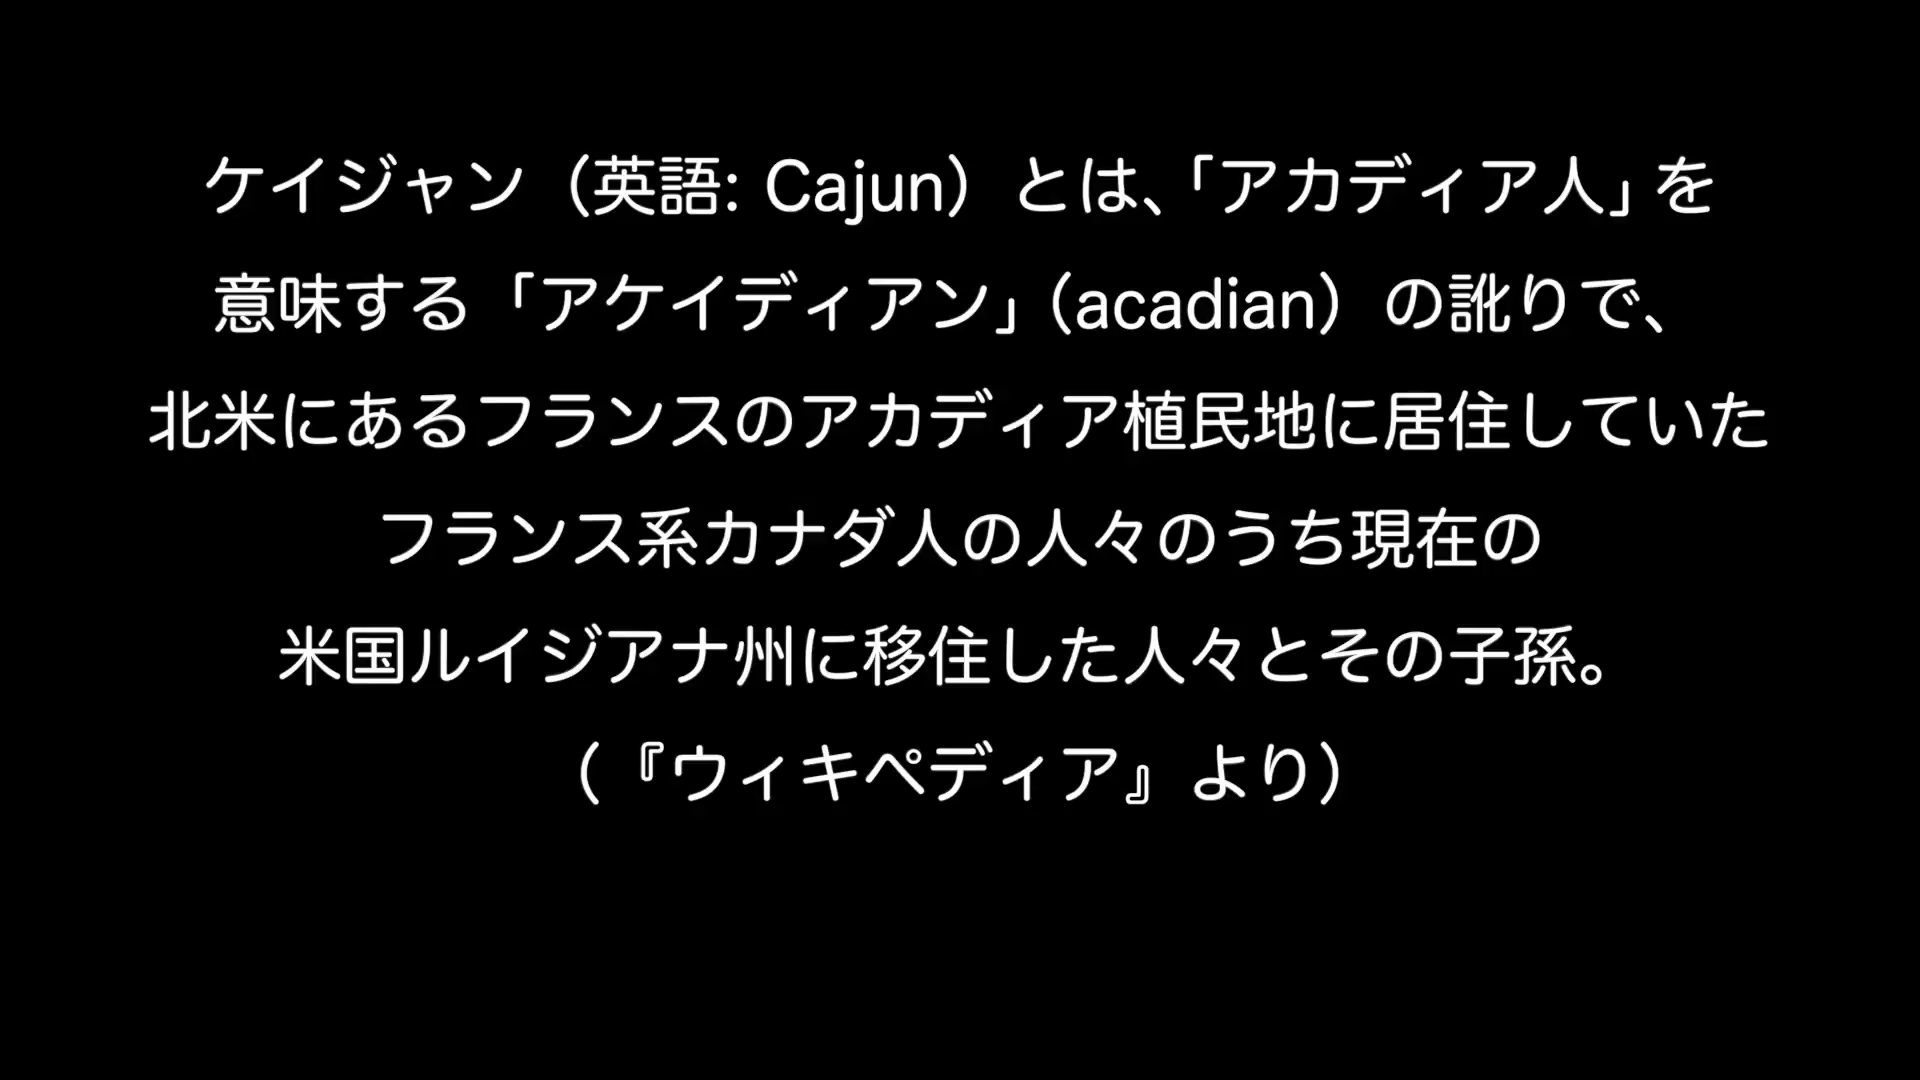 ケイジャン（英語: Cajun）とは、「アカディア人」を
意味する「アケイディアン」（acadian）の訛りで、
北米にあるフランスのアカディア植民地に居住していた
フランス系カナダ人の人々のうち現在の
米国ルイジアナ州に移住した人々とその子孫。
（『ウィキペディア』より）